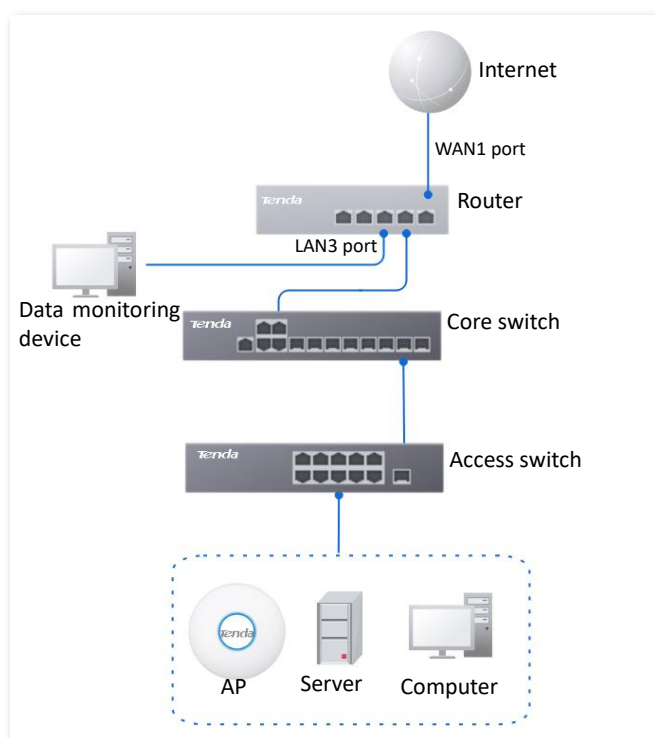 Internet
WAN1 port
Tenda
Router
LAN3 port
Data monitoring
device
Tenda
Core switch
Tenda
Access switch
Tenda
AP
Server
Computer